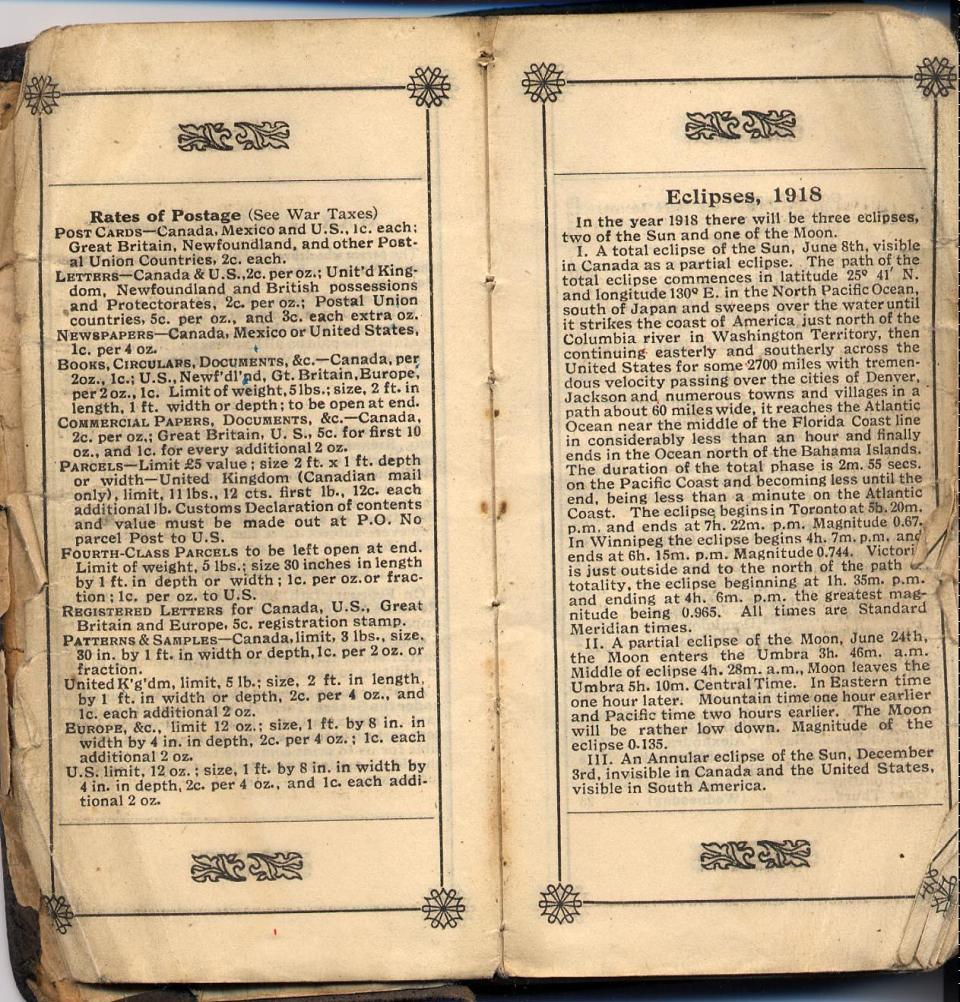 Rates of Postage (See War Taxes)
POST CARDS—Canada, Mexico and U.S., 1c. each;
Great Britain, Newfoundland, and other Post-
al Union Countries, 2c. each.
LETTERS—Canada & U.S., 2c. per oz.; Unit'd King-
dom, Newfoundland and British possessions
and Protectorates, 2c. per oz.; Postal Union
countries, 5c. per oz., and 3c. each extra oz.
NEWSPAPERS—Canada, Mexico or United States,
1c. per 4 oz.
BOOKS, CIRCULARS, DOCUMENTS, &c.—Canada, per
2oz., 1c.; U.S., Newf'dl'nd, Gt. Britain, Europe,
per 2 oz., 1c. Limit of weight, 5 lbs.; size, 2 ft. in
length, 1 ft. width or depth; to be open at end.
COMMERCIAL PAPERS, DOCUMENTS, &c.—Canada,
2c. per oz.; Great Britain, U. S., 5c. for first 10
oz., and 1c. for every additional 2 oz.
PARCELS—Limit £5 value; size 2 ft. x 1 ft. depth
or width—United Kingdom (Canadian mail
only), limit, 11 lbs., 12 cts. first lb., 12c. each
additional lb. Customs Declaration of contents
and value must be made out at P.O. No
parcel Post to U.S.
FOURTH-CLASS PARCELS to be left open at end.
Limit of weight, 5 lbs.; size 30 inches in length
by 1 ft. in depth or width; 1c. per oz. or frac-
tion; 1c. per oz. to U.S.
REGISTERED LETTERS for Canada, U.S., Great
Britain and Europe, 5c. registration stamp.
PATTERNS & SAMPLES—Canada, limit, 3 lbs., size,
30 in. by 1 ft. in width or depth, 1c. per 2 oz. or
fraction.
United K'g'dm, limit, 5 lb.; size, 2 ft. in length,
by 1 ft. in width or depth, 2c. per 4 oz., and
1c. each additional 2 oz.
EUROPE, &c., limit 12 oz.; size, 1 ft. by 8 in. in
width by 4 in. in depth, 2c. per 4 oz.; 1c. each
additional 2 oz.
U.S. limit, 12 oz.; size, 1 ft. by 8 in. in width by
4 in. in depth, 2c. per 4 oz., and 1c. each addi-
tional 2 oz.
Eclipses, 1918
In the year 1918 there will be three eclipses,
two of the Sun and one of the Moon.
I. A total eclipse of the Sun, June 8th, visible
in Canada as a partial eclipse. The path of the
total eclipse commences in latitude 25° 41′ N.
and longitude 130° E. in the North Pacific Ocean,
south of Japan and sweeps over the water until
it strikes the coast of America just north of the
Columbia river in Washington Territory, then
continuing easterly and southerly across the
United States for some 2700 miles with tremen-
dous velocity passing over the cities of Denver,
Jackson and numerous towns and villages in a
path about 60 miles wide, it reaches the Atlantic
Ocean near the middle of the Florida Coast line
in considerably less than an hour and finally
ends in the Ocean north of the Bahama Islands.
The duration of the total phase is 2m. 55 secs.
on the Pacific Coast and becoming less until the
end, being less than a minute on the Atlantic
Coast. The eclipse begins in Toronto at 5h. 20m.
p.m. and ends at 7h. 22m. p.m. Magnitude 0.67.
In Winnipeg the eclipse begins 4h. 7m. p.m. and
ends at 6h. 15m. p.m. Magnitude 0.744. Victori
is just outside and to the north of the path
totality, the eclipse beginning at 1h. 35m. p.m.
and ending at 4h. 6m. p.m. the greatest mag-
nitude being 0.965. All times are Standard
Meridian times.
II. A partial eclipse of the Moon, June 24th,
the Moon enters the Umbra 3h. 46m. a.m.
Middle of eclipse 4h. 28m. a.m., Moon leaves the
Umbra 5h. 10m. Central Time. In Eastern time
one hour later. Mountain time one hour earlier
and Pacific time two hours earlier. The Moon
will be rather low down. Magnitude of the
eclipse 0.135.
III. An Annular eclipse of the Sun, December
3rd, invisible in Canada and the United States,
visible in South America.